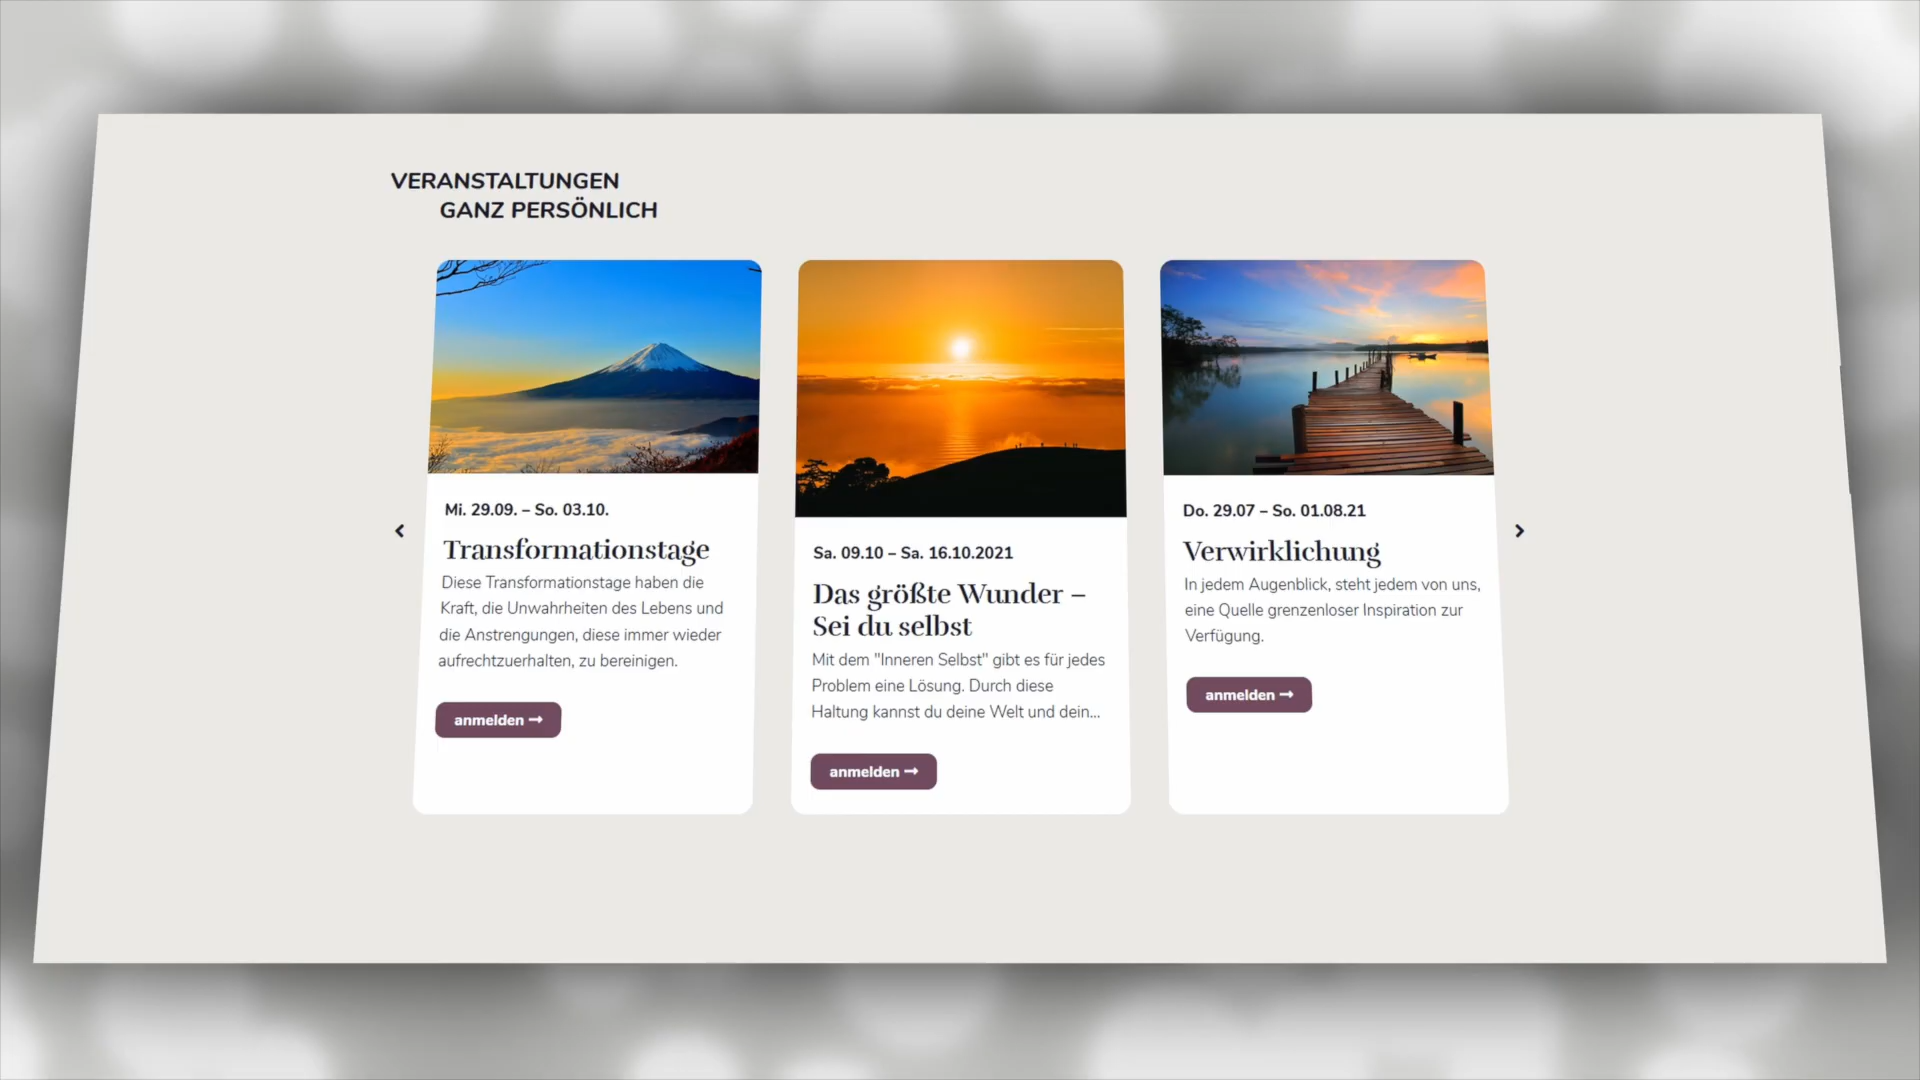 VERANSTALTUNGEN
GANZ PERSÖNLICH
Mi. 29.09. – So. 03.10.
Transformationstage
Diese Transformationstage haben die
Kraft, die Unwahrheiten des Lebens und
die Anstrengungen, diese immer wieder
aufrechtzuerhalten, zu bereinigen.
anmelden
Sa. 09.10 – Sa. 16.10.2021
Das größte Wunder –
Sei du selbst
Mit dem "Inneren Selbst" gibt es für jedes
Problem eine Lösung. Durch diese
Haltung kannst du deine Welt und dein...
anmelden
Do. 29.07 – So. 01.08.21
Verwirklichung
In jedem Augenblick, steht jedem von uns,
eine Quelle grenzenloser Inspiration zur
Verfügung.
anmelden